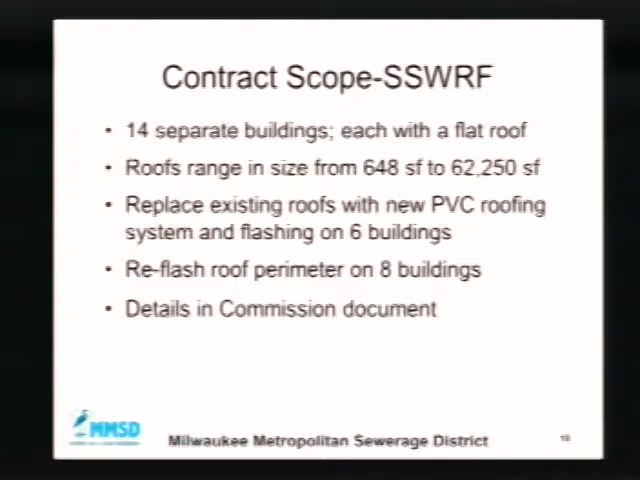 Contract Scope-SSWRF
• 14 separate buildings; each with a flat roof
• Roofs range in size from 648 sf to 62,250 sf
• Replace existing roofs with new PVC roofing
system and flashing on 6 buildings
• Re-flash roof perimeter on 8 buildings
• Details in Commission document
MMSD
Milwaukee Metropolitan Sewerage District